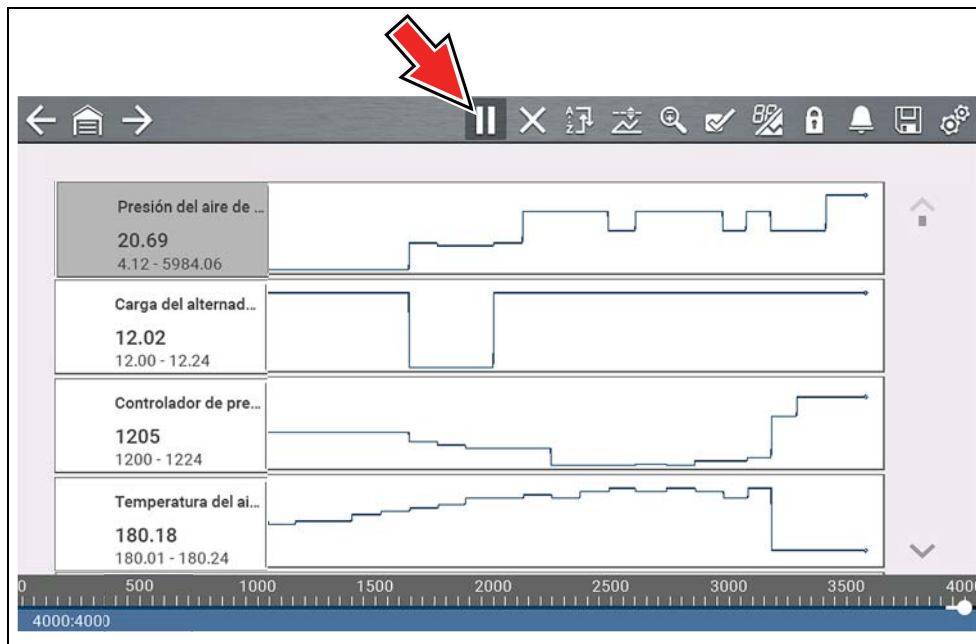 Presión del aire de ...
20.69
4.12 - 5984.06
Carga del alternad...
12.02
12.00 - 12.24
Controlador de pre...
1205
1200 - 1224
Temperatura del ai...
180.18
180.01 - 180.24
0 500 1000 1500 2000 2500 3000 3500 400
4000:4000